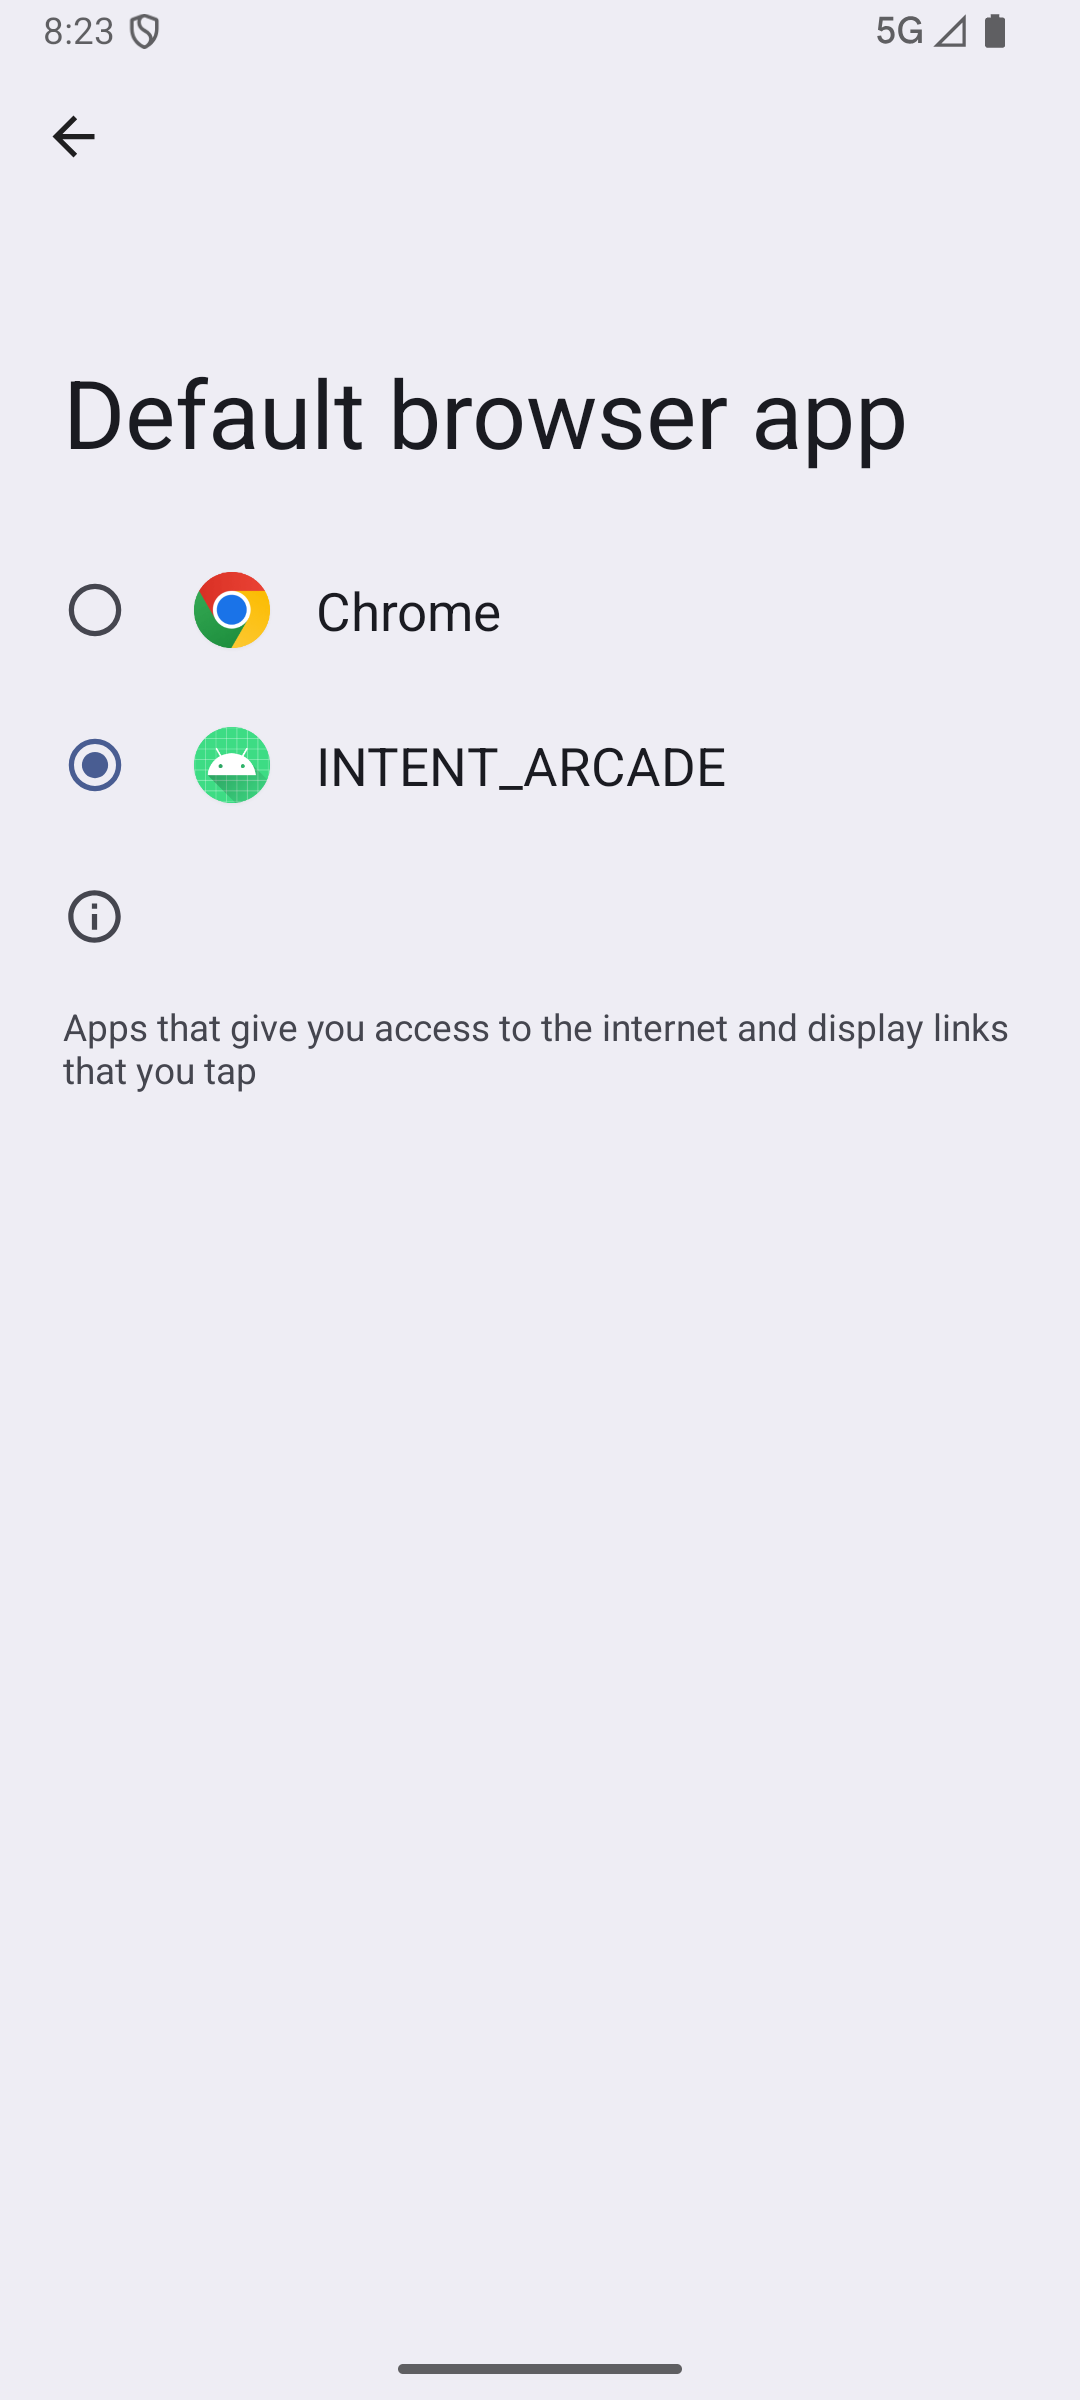 8:23
5G
Default browser app
Chrome
INTENT_ARCADE
Apps that give you access to the internet and display links
that you tap